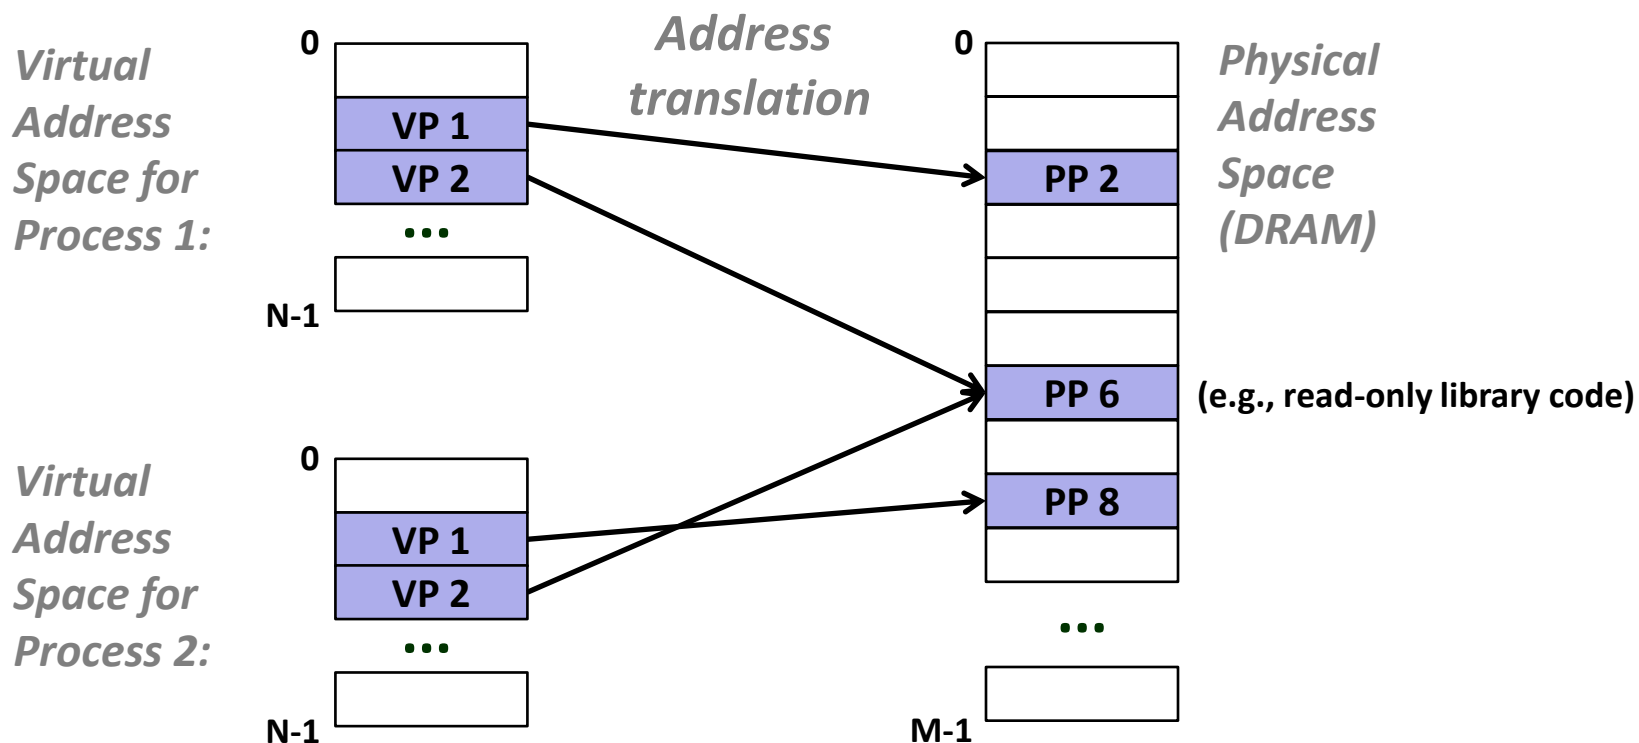 Virtual
Address
Space for
Process 1:
0
VP 1
VP 2
...
N-1
Address
translation
0
PP 2
PP 6
PP 8
...
M-1
Physical
Address
Space
(DRAM)
(e.g., read-only library code)
Virtual
Address
Space for
Process 2:
0
VP 1
VP 2
...
N-1